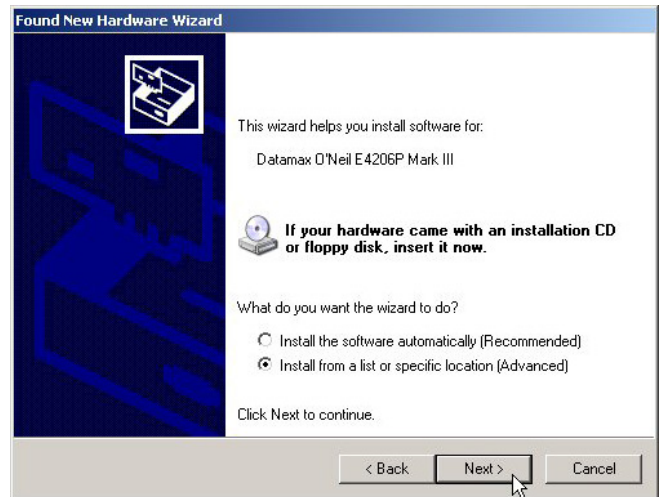 Found New Hardware Wizard
This wizard helps you install software for:
Datamax O'Neil E4206P Mark III
If your hardware came with an installation CD
or floppy disk, insert it now.
What do you want the wizard to do?
Install the software automatically (Recommended)
Install from a list or specific location (Advanced)
Click Next to continue.
< Back
Next >
Cancel